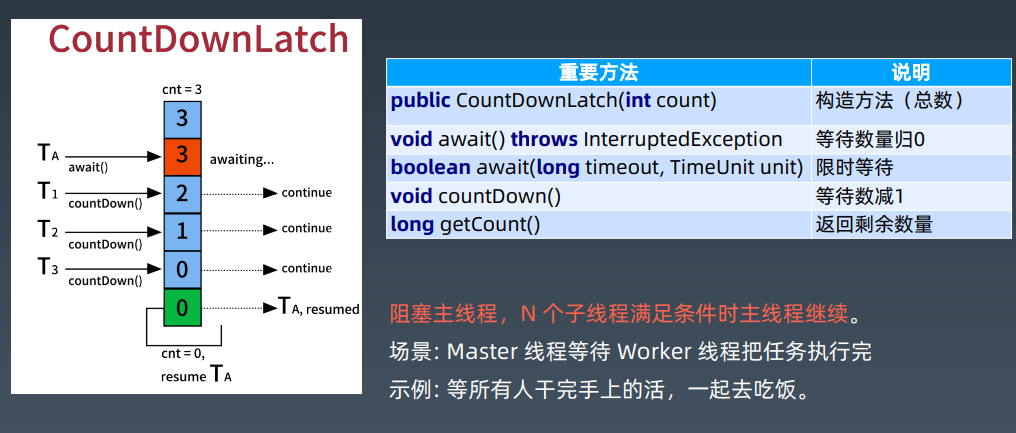 CountDownLatch
cnt = 3
3
TA await() 3 awaiting...
T1 countDown() 2 continue
T2 countDown() 1 continue
T3 countDown() 0 continue
0 TA, resumed
cnt = 0,
resume TA
重要方法 说明
public CountDownLatch(int count) 构造方法（总数）
void await() throws InterruptedException 等待数量归0
boolean await(long timeout, TimeUnit unit) 限时等待
void countDown() 等待数减1
long getCount() 返回剩余数量
阻塞主线程，N 个子线程满足条件时主线程继续。
场景: Master 线程等待 Worker 线程把任务执行完
示例: 等所有人干完手上的活，一起去吃饭。